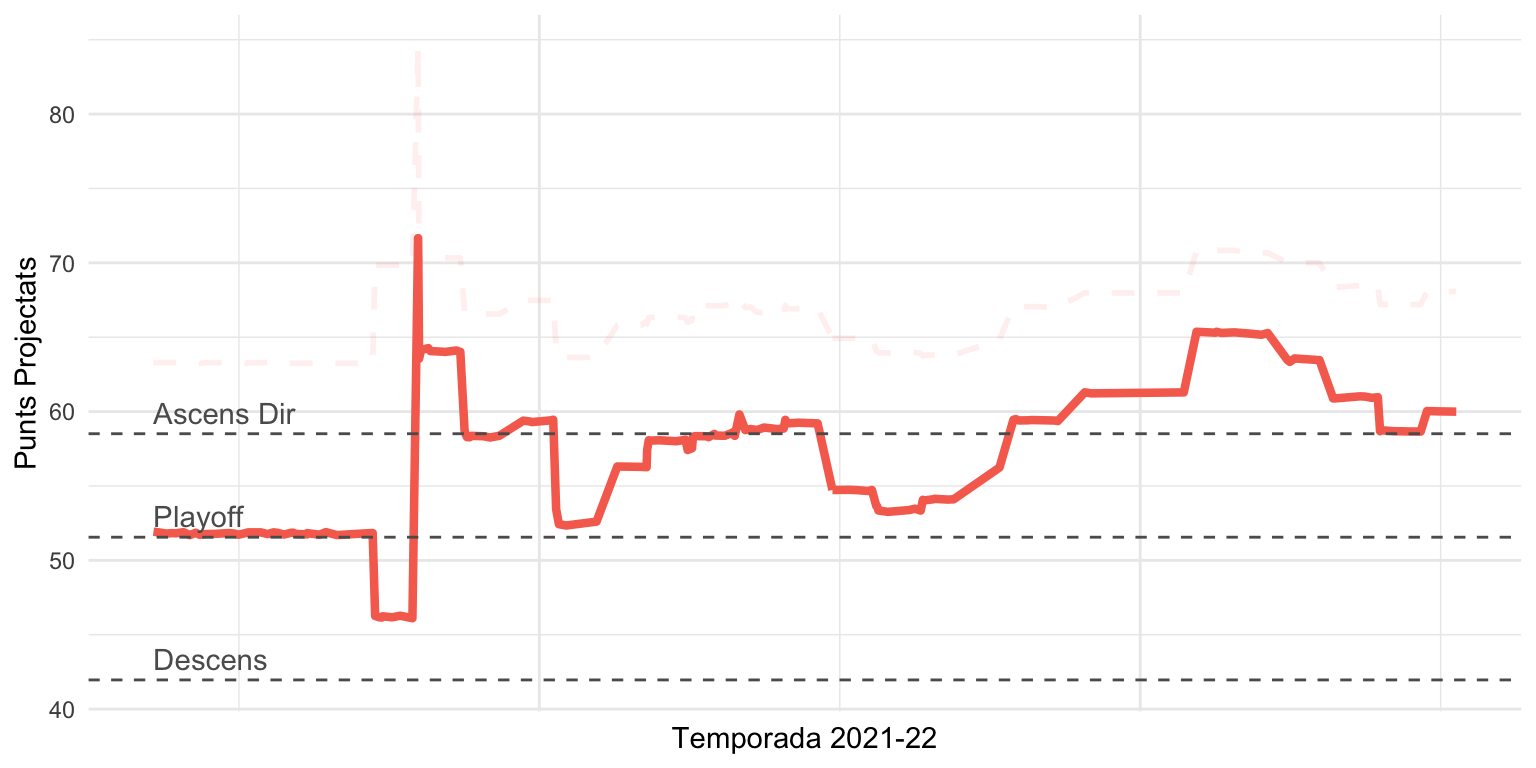 Punts Projectats
80
70
60
50
40
Ascens Dir
Playoff
Descens
Temporada 2021-22